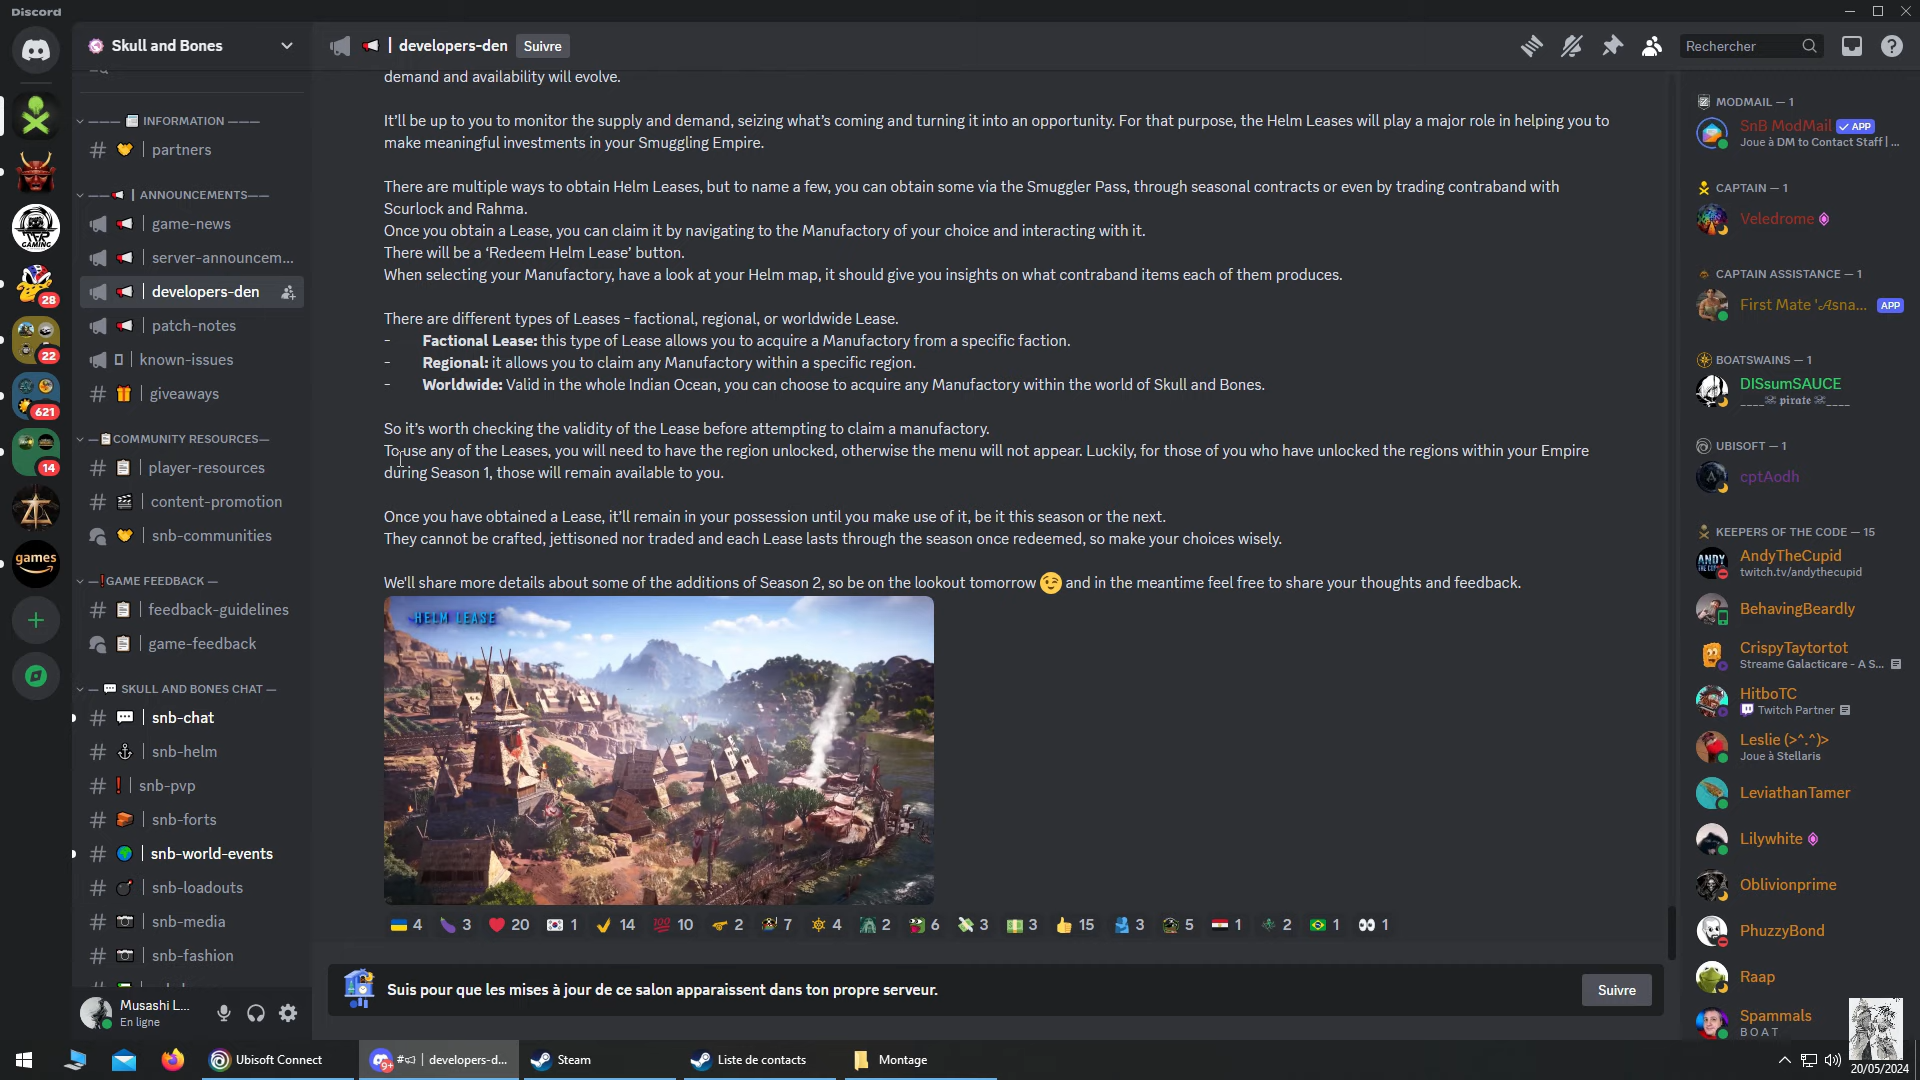 Discord
Skull and Bones
| developers-den Suivre
Rechercher
INFORMATION
# | partners
| ANNOUNCEMENTS
| game-news
| server-announcem...
| developers-den
| patch-notes
| known-issues
# | giveaways
COMMUNITY RESOURCES
# | player-resources
# | content-promotion
| snb-communities
GAME FEEDBACK
# | feedback-guidelines
| game-feedback
SKULL AND BONES CHAT
# | snb-chat
# | snb-helm
# | snb-pvp
# | snb-forts
# | snb-world-events
# | snb-loadouts
# | snb-media
# | snb-fashion
Musashi L...
En ligne
GAMING
28
22
621
14
games
demand and availability will evolve.
It'll be up to you to monitor the supply and demand, seizing what's coming and turning it into an opportunity. For that purpose, the Helm Leases will play a major role in helping you to
make meaningful investments in your Smuggling Empire.
There are multiple ways to obtain Helm Leases, but to name a few, you can obtain some via the Smuggler Pass, through seasonal contracts or even by trading contraband with
Scurlock and Rahma.
Once you obtain a Lease, you can claim it by navigating to the Manufactory of your choice and interacting with it.
There will be a ‘Redeem Helm Lease’ button.
When selecting your Manufactory, have a look at your Helm map, it should give you insights on what contraband items each of them produces.
There are different types of Leases - factional, regional, or worldwide Lease.
- Factional Lease: this type of Lease allows you to acquire a Manufactory from a specific faction.
- Regional: it allows you to claim any Manufactory within a specific region.
- Worldwide: Valid in the whole Indian Ocean, you can choose to acquire any Manufactory within the world of Skull and Bones.
So it's worth checking the validity of the Lease before attempting to claim a manufactory.
To use any of the Leases, you will need to have the region unlocked, otherwise the menu will not appear. Luckily, for those of you who have unlocked the regions within your Empire
during Season 1, those will remain available to you.
Once you have obtained a Lease, it'll remain in your possession until you make use of it, be it this season or the next.
They cannot be crafted, jettisoned nor traded and each Lease lasts through the season once redeemed, so make your choices wisely.
We'll share more details about some of the additions of Season 2, so be on the lookout tomorrow 😉 and in the meantime feel free to share your thoughts and feedback.
HELM LEASE
4 3 20 1 14 10 2 7 4 2 6 3 3 15 3 5 1 2 1 1
Suis pour que les mises à jour de ce salon apparaissent dans ton propre serveur.
Suivre
MODMAIL — 1
SnB ModMail APP
Joue à DM to Contact Staff | ...
CAPTAIN — 1
Veledrome
CAPTAIN ASSISTANCE — 1
First Mate '𝓐sna... APP
BOATSWAINS — 1
DISsumSAUCE
____☠ 𝖕𝖎𝖗𝖆𝖙𝖊 ☠____
UBISOFT — 1
cptAodh
KEEPERS OF THE CODE — 15
ANDY
AndyTheCupid
twitch.tv/andythecupid
BehavingBeardly
CrispyTaytortot
Streame Galacticare - A S...
HitboTC
Twitch Partner
Leslie (>^.^)>
Joue à Stellaris
LeviathanTamer
Lilywhite
Oblivionprime
PhuzzyBond
Raap
Spammals
BOAT
Ubisoft Connect
9+
| developers-d...
Steam
Liste de contacts
Montage
20/05/2024